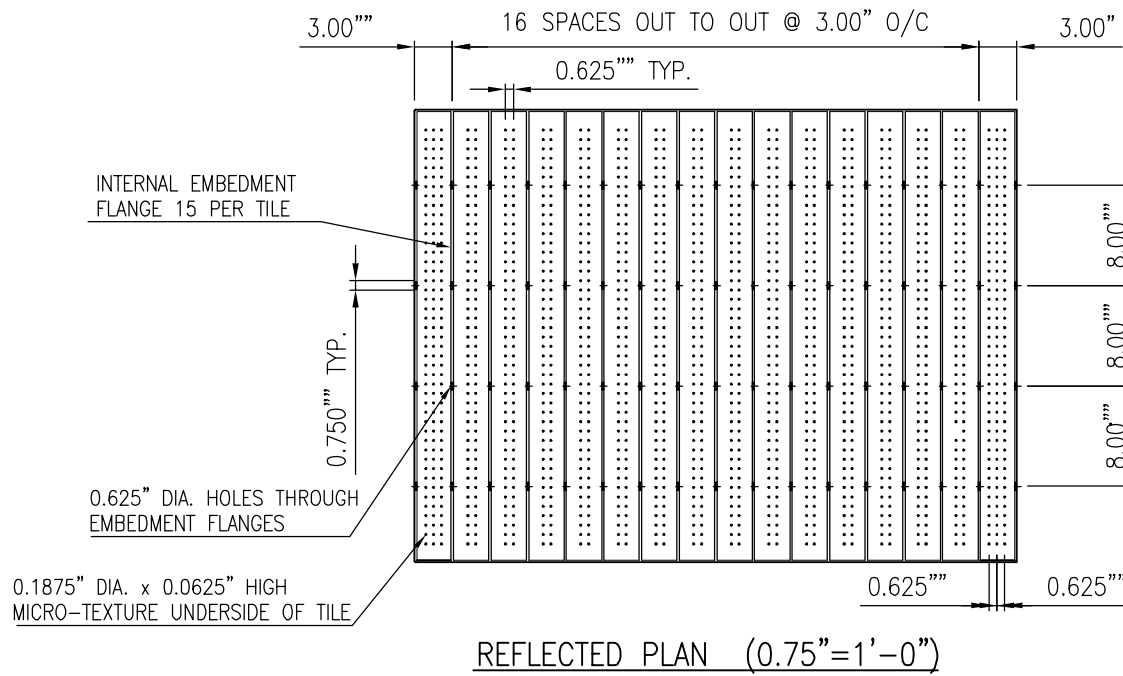 3.00"" 16 SPACES OUT TO OUT @ 3.00" O/C 3.00"
0.625"" TYP.
INTERNAL EMBEDMENT
FLANGE 15 PER TILE
8.00""
0.750"" TYP.
8.00""
8.00""
0.625" DIA. HOLES THROUGH
EMBEDMENT FLANGES
0.1875" DIA. x 0.0625" HIGH
MICRO-TEXTURE UNDERSIDE OF TILE
0.625"" 0.625""
REFLECTED PLAN (0.75"=1'-0")